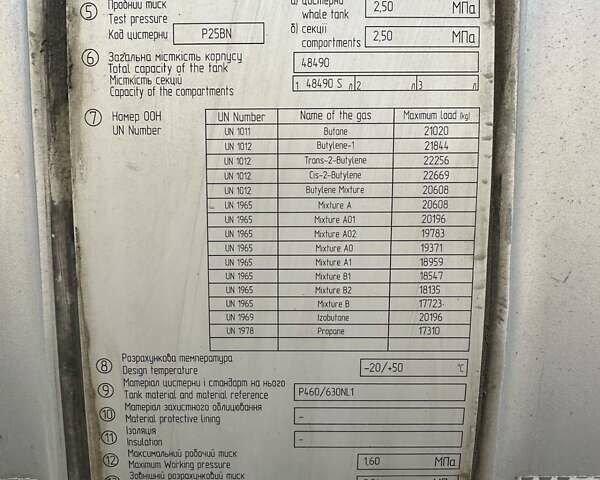 5 Пробний тиск
Test pressure
Код цистерни P25BN
а) цистерни
whole tank 2,50 МПа
б) секції
compartments 2,50 МПа
6 Загальна місткість корпусу
Total capacity of the tank 48490
Місткість секцій
Capacity of the compartments 1 48490 S л 2 л 3 л
7 Номер ООН
UN Number
UN Number Name of the gas Maximum load (kg)
UN 1011 Butane 21020
UN 1012 Butylene-1 21844
UN 1012 Trans-2-Butylene 22256
UN 1012 Cis-2-Butylene 22669
UN 1012 Butylene Mixture 20608
UN 1965 Mixture A 20608
UN 1965 Mixture A01 20196
UN 1965 Mixture A02 19783
UN 1965 Mixture A0 19371
UN 1965 Mixture A1 18959
UN 1965 Mixture B1 18547
UN 1965 Mixture B2 18135
UN 1965 Mixture B 17723
UN 1969 Izobutane 20196
UN 1978 Propane 17310
8 Розрахункова температура
Design temperature -20/+50 °С
9 Матеріал цистерни і стандарт на нього
Tank material and material reference P460/630NL1
10 Матеріал захистного облицювання
Material protective lining -
11 Ізоляція
Insulation -
12 Максимальний робочий тиск
Maximum Working pressure 1,60 МПа
Зовнішній розрахунковий тиск